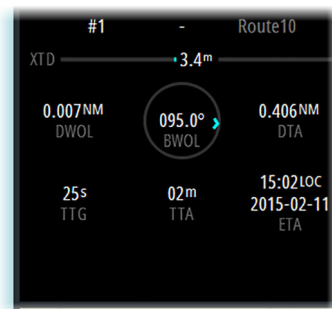 #1 - Route10
XTD 3.4m
0.007NM 095.0° 0.406NM
DWOL BWOL DTA
25s 02m 15:02LOC
TTG TTA 2015-02-11
ETA